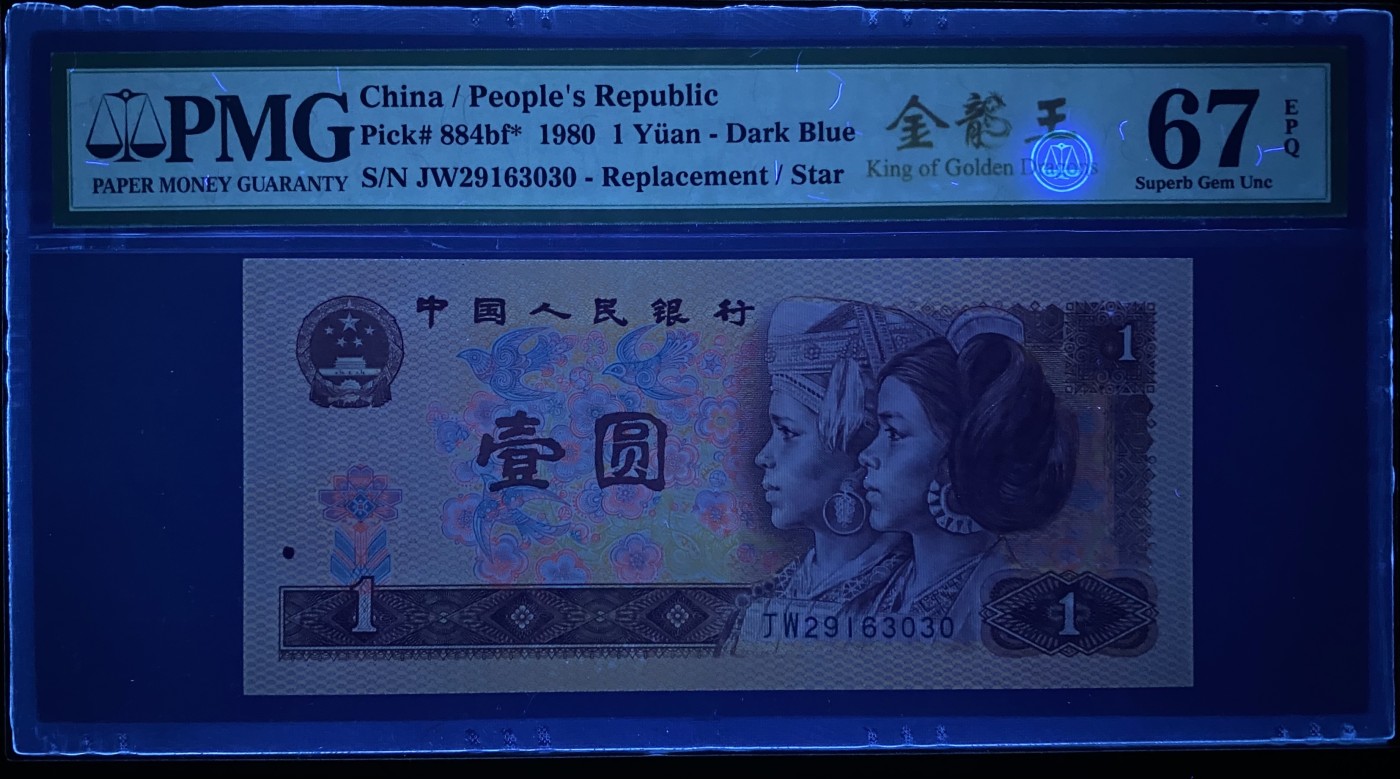 PMG
PAPER MONEY GUARANTY
China / People's Republic
Pick# 884bf* 1980 1 Yüan - Dark Blue
S/N JW29163030 - Replacement / Star
金龍王
King of Golden Dragons
67
EPQ
Superb Gem Unc
中国人民银行
1
壹圆
1
JW29163030
1